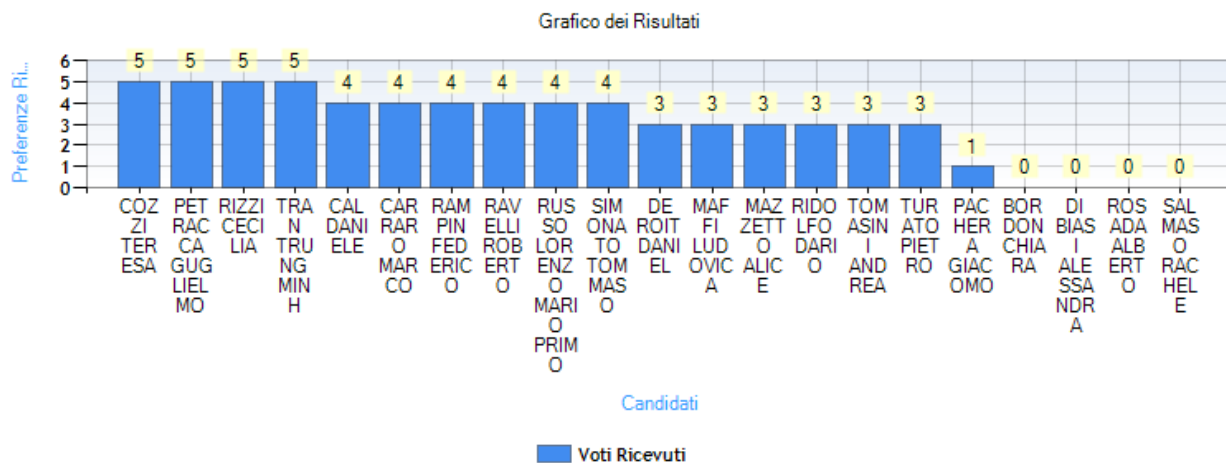 Grafico dei Risultati
Preferenze Ri...
6
5
4
3
2
1
0
5 5 5 5 4 4 4 4 4 4 3 3 3 3 3 3 1 0 0 0 0
COZ
ZI
TER
ESA
PET
RAC
CA
GUG
LIEL
MO
RIZZI
CECI
LIA
TRA
N
TRU
NG
MIN
H
CAL
DANI
ELE
CAR
RAR
O
MAR
CO
RAM
PIN
FED
ERIC
O
RAV
ELLI
ROB
ERT
O
RUS
SO
LOR
ENZ
O
MARI
O
PRIM
O
SIM
ONA
TO
TOM
MAS
O
DE
ROIT
DANI
EL
MAF
FI
LUD
OVIC
A
MAZ
ZETT
O
ALIC
E
RIDO
LFO
DARI
O
TOM
ASIN
I
AND
REA
TUR
ATO
PIET
RO
PAC
HER
A
GIAC
OMO
BOR
DON
CHIA
RA
DI
BIAS
I
ALE
SSA
NDR
A
ROS
ADA
ALB
ERT
O
SAL
MAS
O
RAC
HEL
E
Candidati
Voti Ricevuti